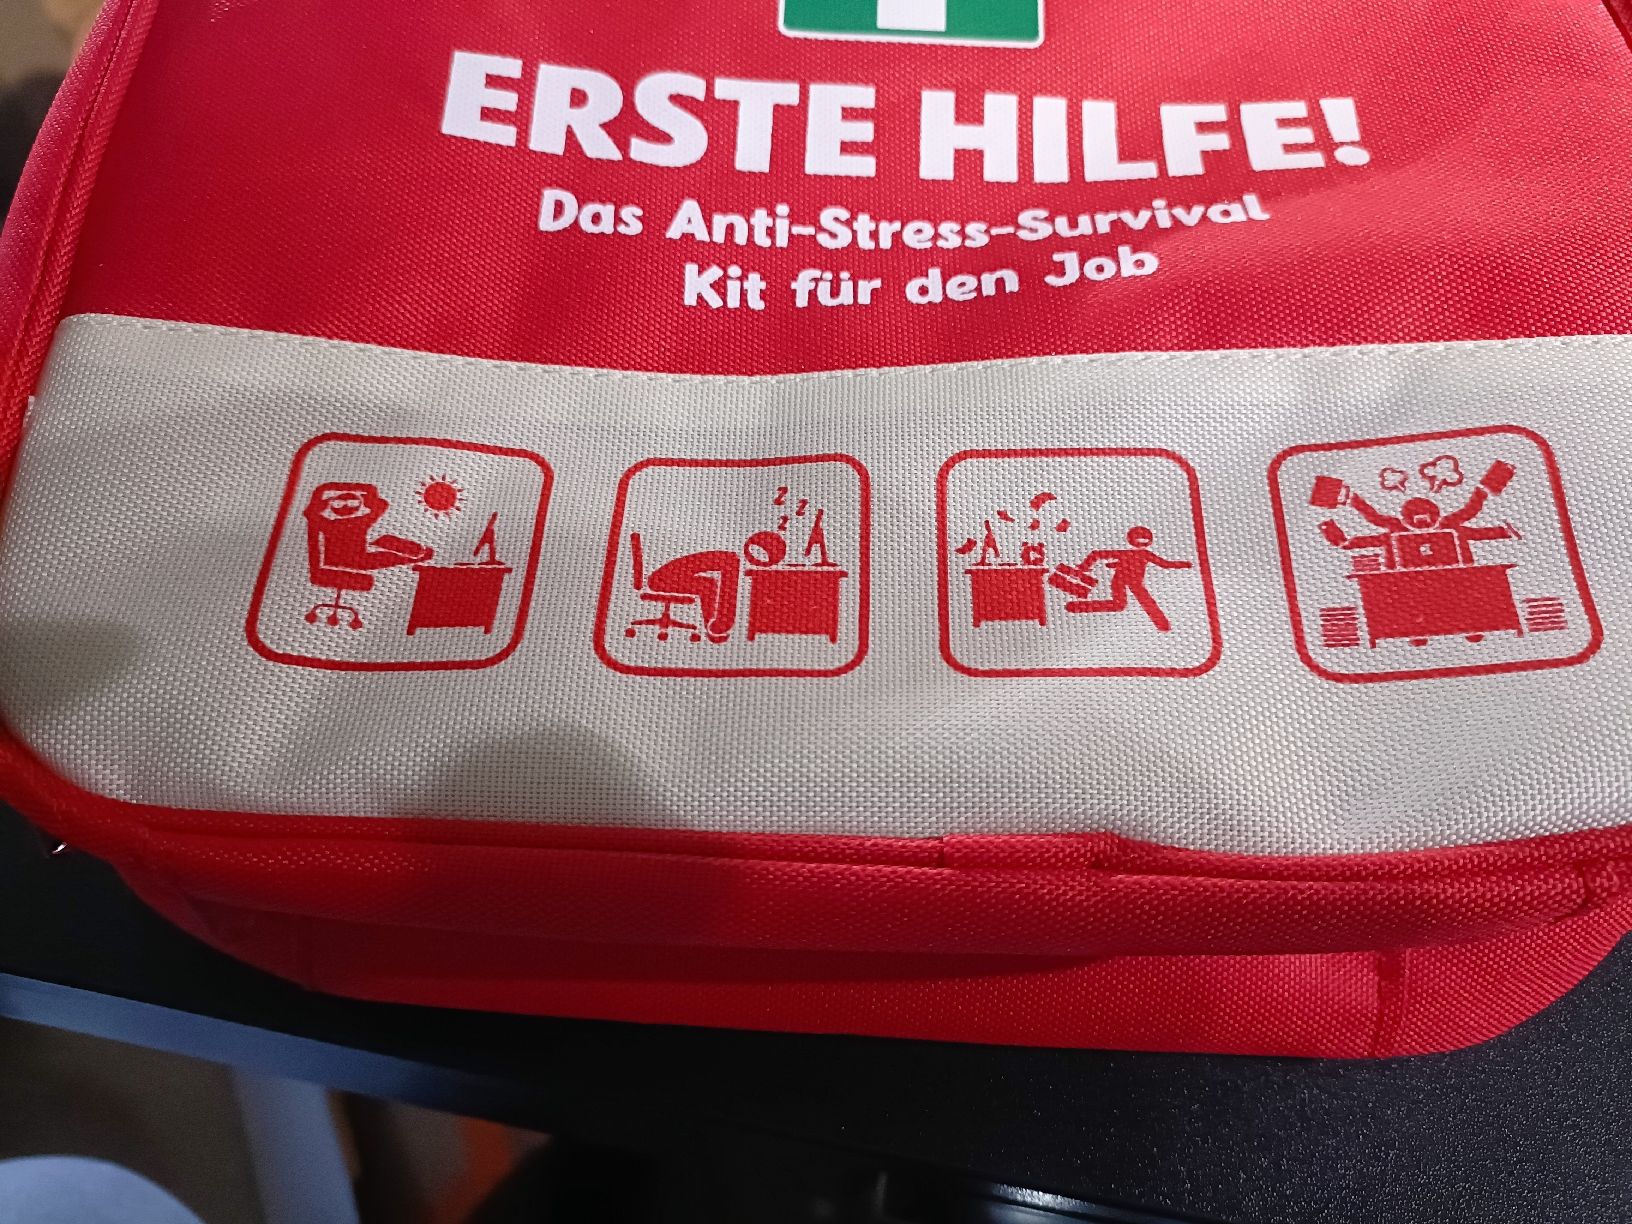 ERSTE HILFE!
Das Anti-Stress-Survival
Kit für den Job
z z
z